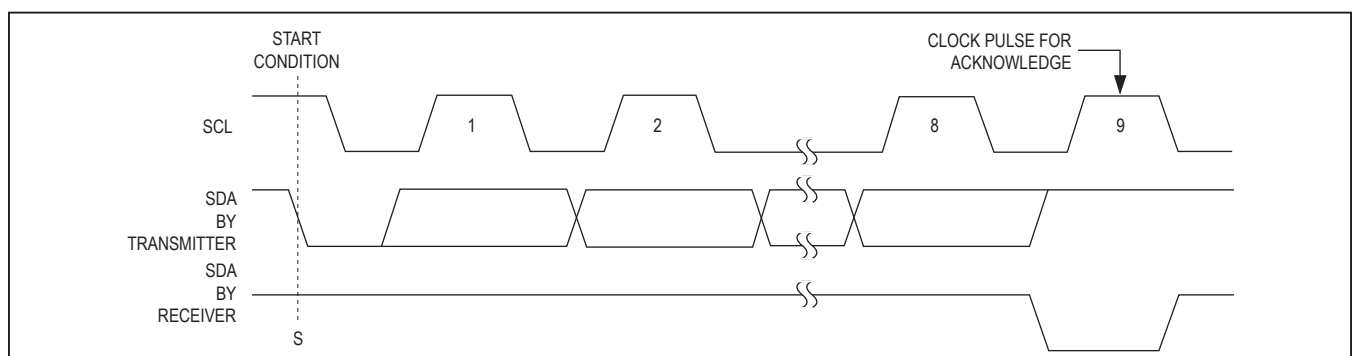 START
CONDITION
CLOCK PULSE FOR
ACKNOWLEDGE
SCL
1
2
8
9
SDA
BY
TRANSMITTER
SDA
BY
RECEIVER
S